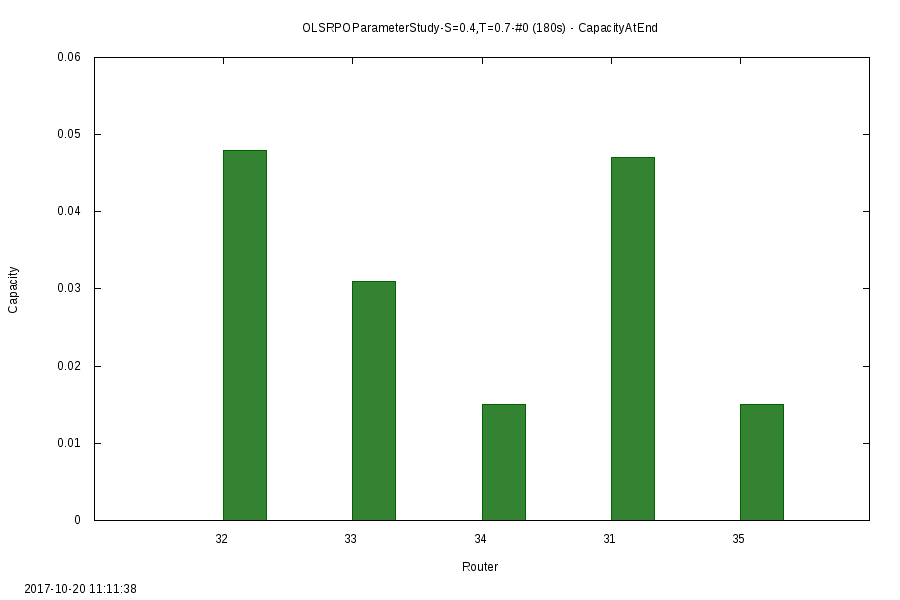 OLSRPOParameterStudy-S=0.4,T=0.7-#0 (180s) - CapacityAtEnd
0.06
0.05
0.04
0.03
0.02
0.01
0
Capacity
32 33 34 31 35
Router
2017-10-20 11:11:38